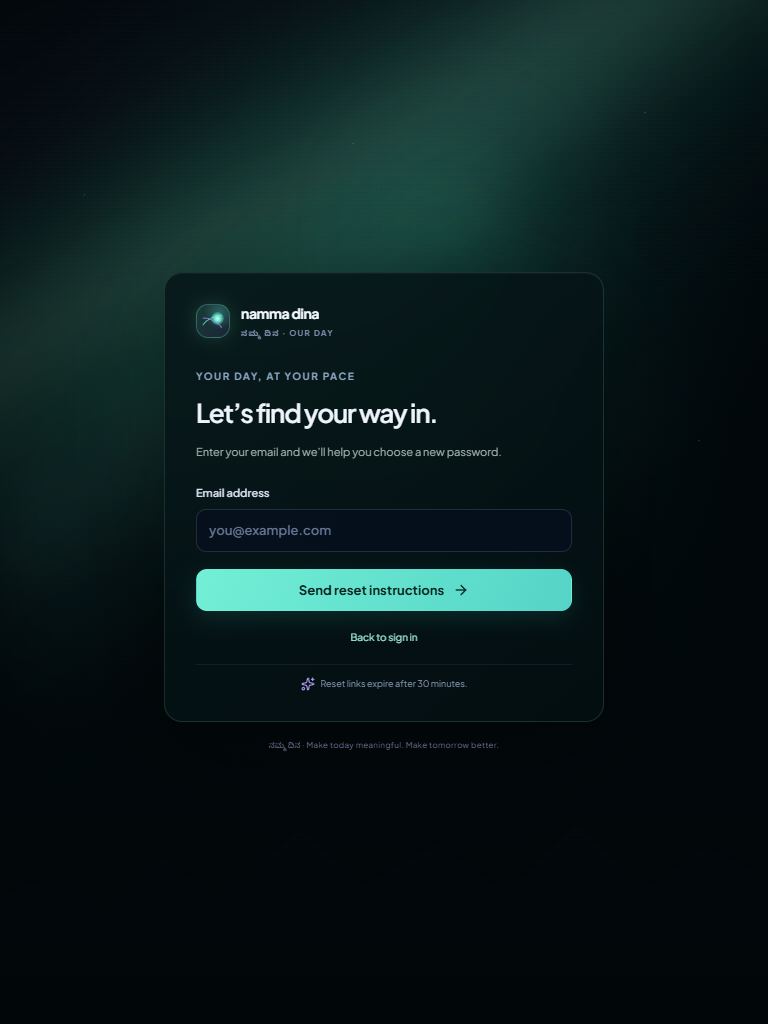 namma dina
ನಮ್ಮ ದಿನ · OUR DAY
YOUR DAY, AT YOUR PACE
Let’s find your way in.
Enter your email and we’ll help you choose a new password.
Email address
you@example.com
Send reset instructions →
Back to sign in
Reset links expire after 30 minutes.
ನಮ್ಮ ದಿನ · Make today meaningful. Make tomorrow better.